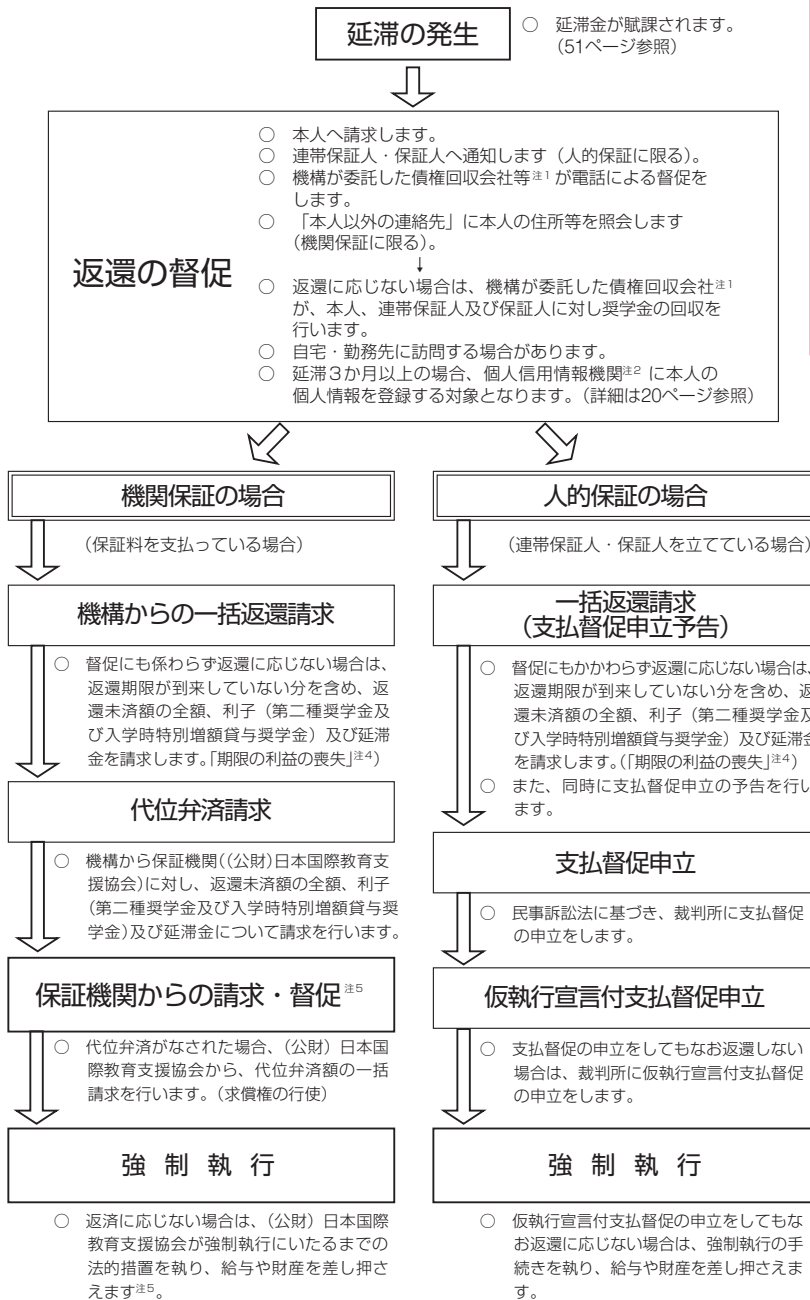 延滞の発生
○ 延滞金が賦課されます。
(51ページ参照)
返還の督促
○ 本人へ請求します。
○ 連帯保証人・保証人へ通知します（人的保証に限る）。
○ 機構が委託した債権回収会社等注1 が電話による督促を
します。
○ 「本人以外の連絡先」に本人の住所等を照会します
(機関保証に限る)。
↓
○ 返還に応じない場合は、機構が委託した債権回収会社注1
が、本人、連帯保証人及び保証人に対し奨学金の回収を
行います。
○ 自宅・勤務先に訪問する場合があります。
○ 延滞３か月以上の場合、個人信用情報機関注2 に本人の
個人情報を登録する対象となります。(詳細は20ページ参照)
機関保証の場合
（保証料を支払っている場合）
機構からの一括返還請求
○ 督促にも係わらず返還に応じない場合は、
返還期限が到来していない分を含め、返
還未済額の全額、利子（第二種奨学金及
び入学時特別増額貸与奨学金）及び延滞
金を請求します。「期限の利益の喪失」注4）
代位弁済請求
○ 機構から保証機関((公財)日本国際教育支
援協会)に対し、返還未済額の全額、利子
(第二種奨学金及び入学時特別増額貸与奨
学金)及び延滞金について請求を行います。
保証機関からの請求・督促 注5
○ 代位弁済がなされた場合、(公財）日本国
際教育支援協会から、代位弁済額の一括
請求を行います。(求償権の行使)
強 制 執 行
○ 返済に応じない場合は、(公財）日本国際
教育支援協会が強制執行にいたるまでの
法的措置を執り、給与や財産を差し押さ
えます注5。
人的保証の場合
（連帯保証人・保証人を立てている場合）
一括返還請求
（支払督促申立予告）
○ 督促にもかかわらず返還に応じない場合は、
返還期限が到来していない分を含め、返
還未済額の全額、利子（第二種奨学金及
び入学時特別増額貸与奨学金）及び延滞金
を請求します。(「期限の利益の喪失」注4）
○ また、同時に支払督促申立の予告を行い
ます。
支払督促申立
○ 民事訴訟法に基づき、裁判所に支払督促
の申立をします。
仮執行宣言付支払督促申立
○ 支払督促の申立をしてもなお返還しない
場合は、裁判所に仮執行宣言付支払督促
の申立をします。
強 制 執 行
○ 仮執行宣言付支払督促の申立をしてもな
お返還に応じない場合は、強制執行の手
続きを執り、給与や財産を差し押さえま
す。